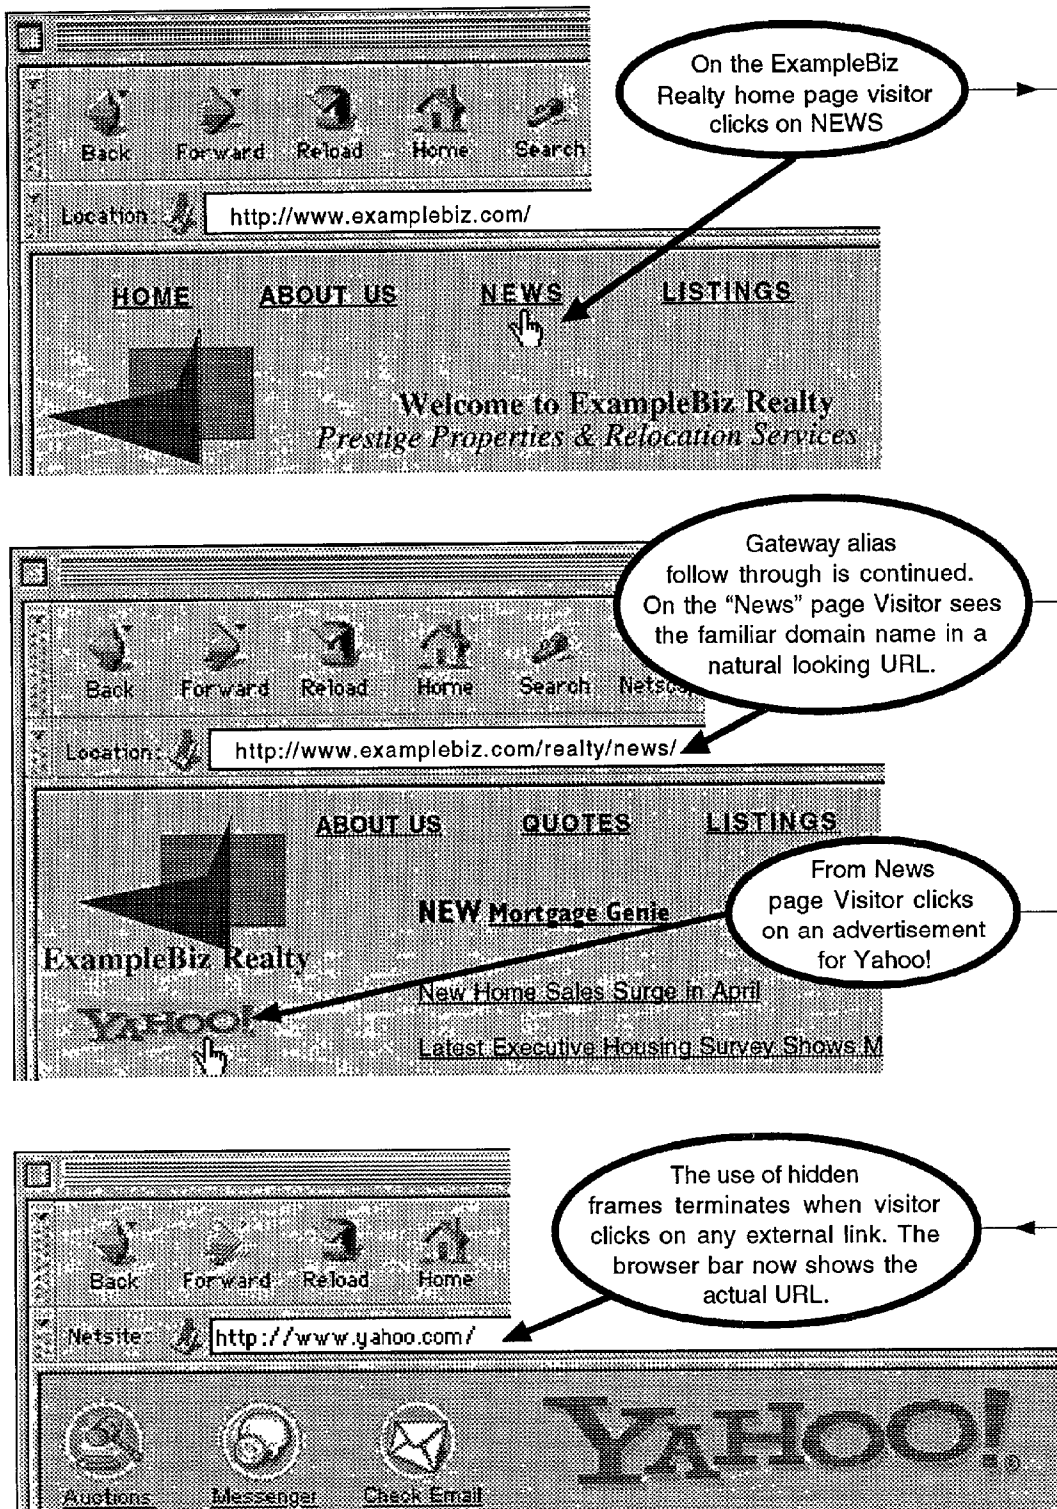 On the ExampleBiz
Realty home page visitor
clicks on NEWS
Back Forward Reload Home Search
Location: http://www.examplebiz.com/
HOME ABOUT US NEWS LISTINGS
Welcome to ExampleBiz Realty
Prestige Properties & Relocation Services
Gateway alias
follow through is continued.
On the “News” page Visitor sees
the familiar domain name in a
natural looking URL.
Back Forward Reload Home Search Netscap
Location: http://www.examplebiz.com/realty/news/
ABOUT US QUOTES LISTINGS
From News
page Visitor clicks
on an advertisement
for Yahoo!
NEW Mortgage Genie
ExampleBiz Realty
New Home Sales Surge in April
YAHOO!
Latest Executive Housing Survey Shows M
The use of hidden
frames terminates when visitor
clicks on any external link. The
browser bar now shows the
actual URL.
Back Forward Reload Home
Netsite: http://www.yahoo.com/
YAHOO!®
Auctions Messenger Check Email